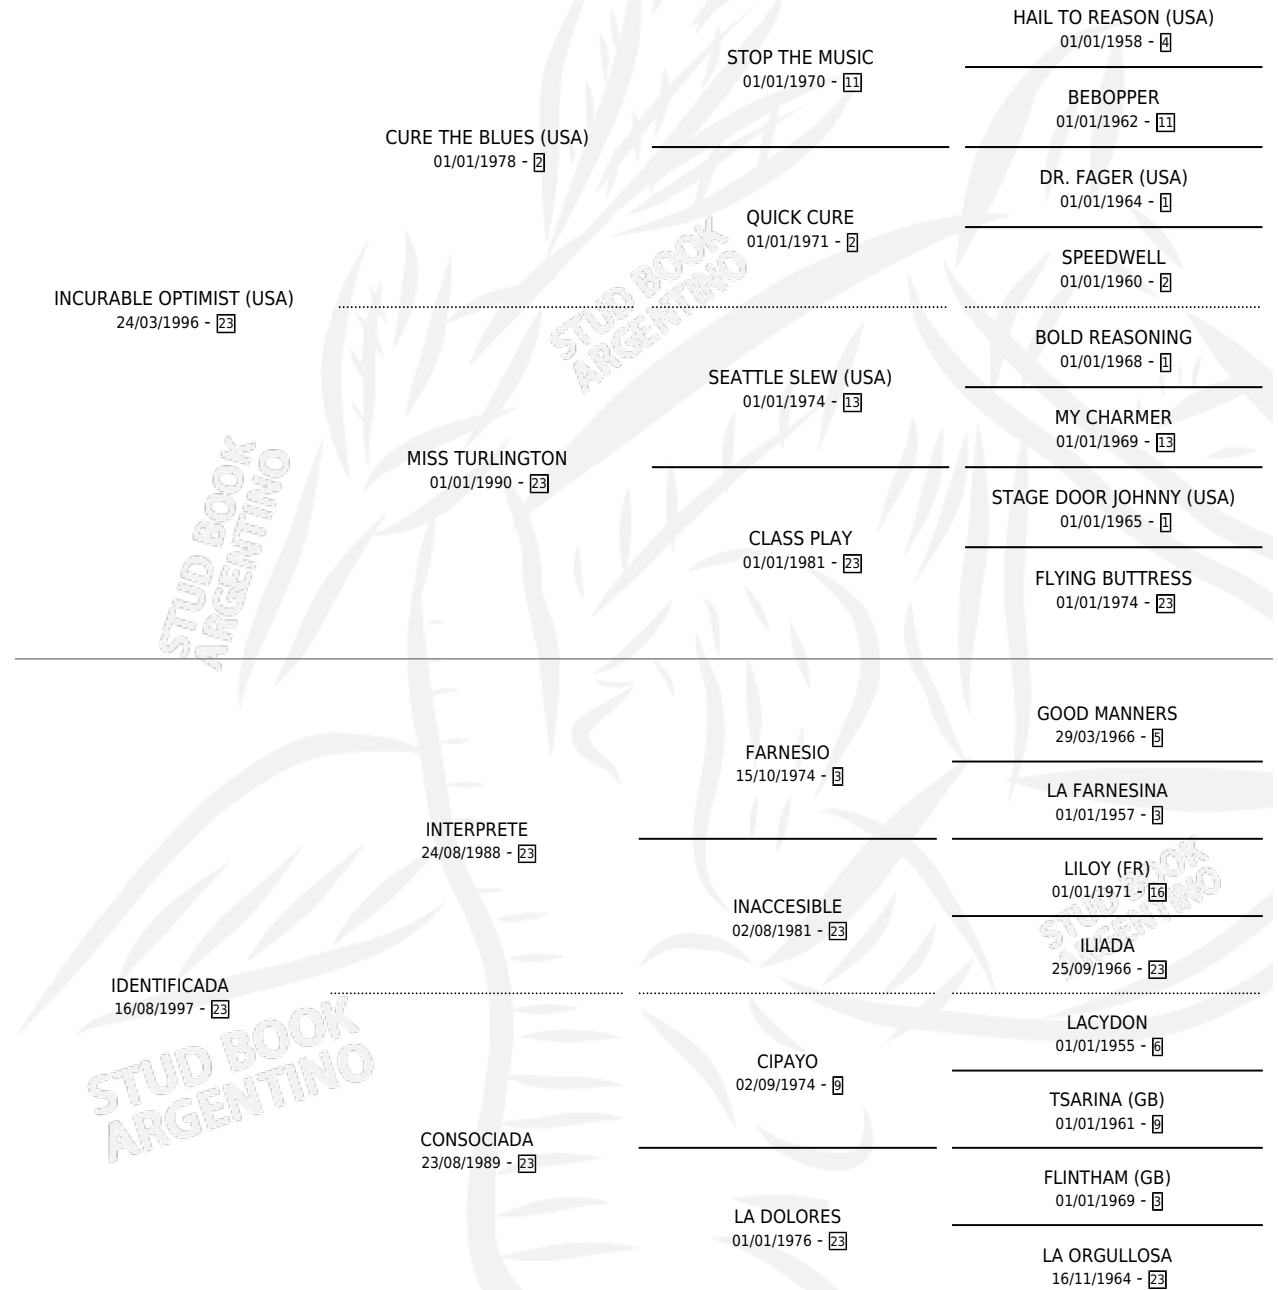 HAIL TO REASON (USA)
01/01/1958 - 4
STOP THE MUSIC
01/01/1970 - 11
BEBOPPER
01/01/1962 - 11
CURE THE BLUES (USA)
01/01/1978 - 2
DR. FAGER (USA)
01/01/1964 - 1
QUICK CURE
01/01/1971 - 2
SPEEDWELL
01/01/1960 - 2
INCURABLE OPTIMIST (USA)
24/03/1996 - 23
BOLD REASONING
01/01/1968 - 1
SEATTLE SLEW (USA)
01/01/1974 - 13
MY CHARMER
01/01/1969 - 13
MISS TURLINGTON
01/01/1990 - 23
STAGE DOOR JOHNNY (USA)
01/01/1965 - 1
CLASS PLAY
01/01/1981 - 23
FLYING BUTTRESS
01/01/1974 - 23
GOOD MANNERS
29/03/1966 - 5
FARNESIO
15/10/1974 - 3
LA FARNESINA
01/01/1957 - 3
INTERPRETE
24/08/1988 - 23
LILOY (FR)
01/01/1971 - 16
INACCESIBLE
02/08/1981 - 23
ILIADA
25/09/1966 - 23
IDENTIFICADA
16/08/1997 - 23
LACYDON
01/01/1955 - 6
CIPAYO
02/09/1974 - 9
TSARINA (GB)
01/01/1961 - 9
CONSOCIADA
23/08/1989 - 23
FLINTHAM (GB)
01/01/1969 - 3
LA DOLORES
01/01/1976 - 23
LA ORGULLOSA
16/11/1964 - 23
STUD BOOK
ARGENTINO
STUD BOOK
ARGENTINO
STUD BOOK
ARGENTINO
STUD BOOK
ARGENTINO